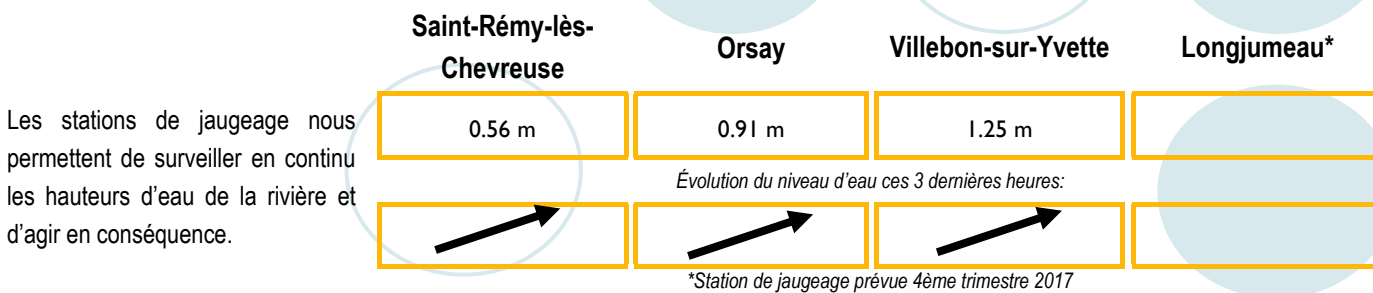 Saint-Rémy-lès-
Chevreuse
Orsay
Villebon-sur-Yvette
Longjumeau*
Les stations de jaugeage nous
permettent de surveiller en continu
les hauteurs d’eau de la rivière et
d’agir en conséquence.
0.56 m
0.91 m
1.25 m
Évolution du niveau d’eau ces 3 dernières heures:
*Station de jaugeage prévue 4ème trimestre 2017